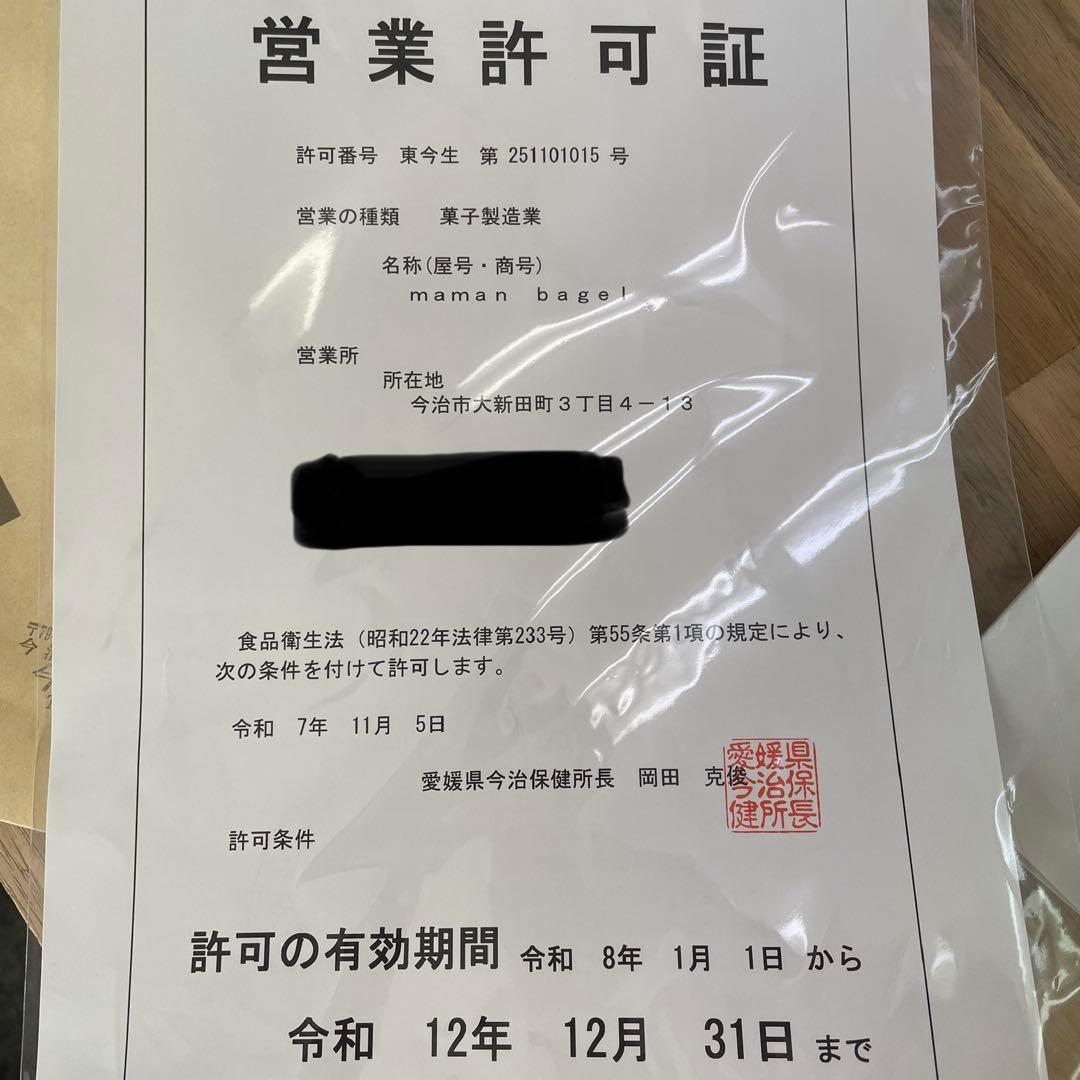 営業許可証
許可番号 東今生 第 251101015 号
営業の種類 菓子製造業
名称(屋号・商号)
ｍａｍａｎ ｂａｇｅｌ
営業所
所在地
今治市大新田町３丁目４－１３
食品衛生法（昭和22年法律第233号）第55条第1項の規定により、
次の条件を付けて許可します。
令和 7年 11月 5日
愛媛県今治保健所長 岡田 克俊
愛媛県
今治保
健所長
許可条件
許可の有効期間 令和 8年 1月 1日 から
令和 12年 12月 31日 まで